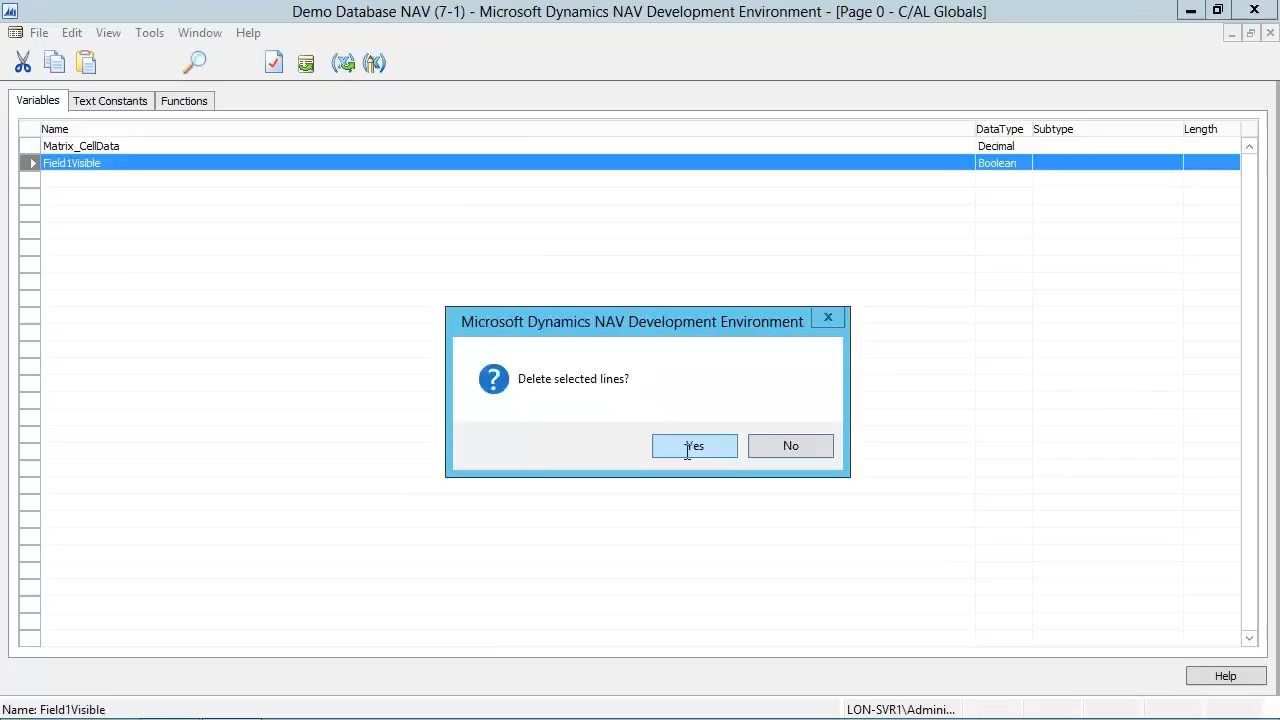 Demo Database NAV (7-1) - Microsoft Dynamics NAV Development Environment - [Page 0 - C/AL Globals]
File Edit View Tools Window Help
Variables Text Constants Functions
Name DataType Subtype Length
Matrix_CellData Decimal
Field1Visible Boolean
Microsoft Dynamics NAV Development Environment
Delete selected lines?
Yes No
Help
Name: Field1Visible LON-SVR1\Admini...